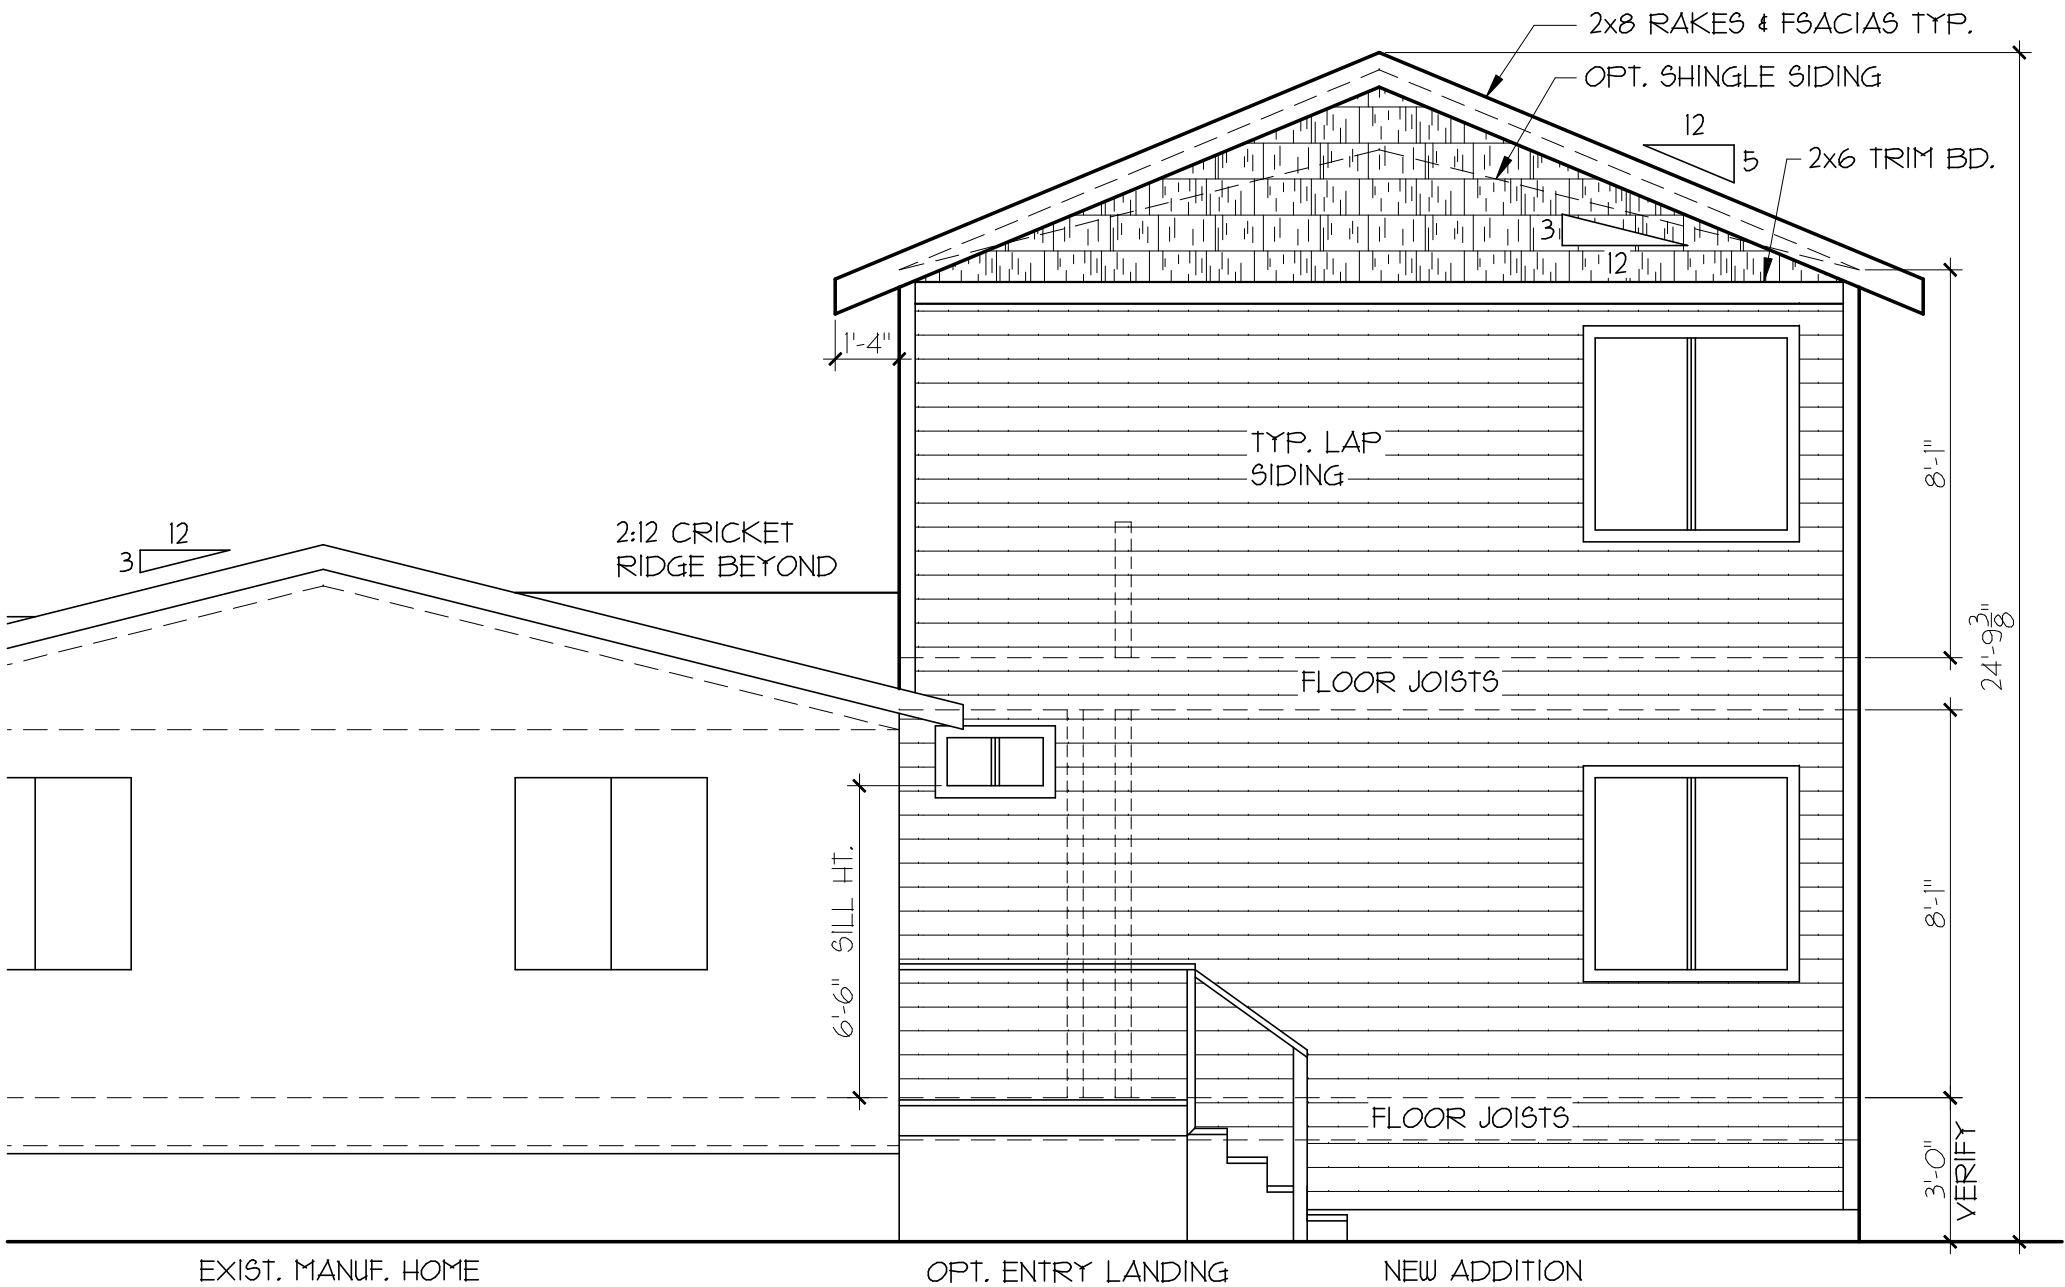 2x8 RAKES & FSACIAS TYP.
OPT. SHINGLE SIDING
12
5
2x6 TRIM BD.
3
12
1'-4"
TYP. LAP
SIDING
8'-1"
12
3
2:12 CRICKET
RIDGE BEYOND
24'-9 3/8"
FLOOR JOISTS
6'-6" SILL HT.
8'-1"
FLOOR JOISTS
3'-0"
VERIFY
EXIST. MANUF. HOME
OPT. ENTRY LANDING
NEW ADDITION